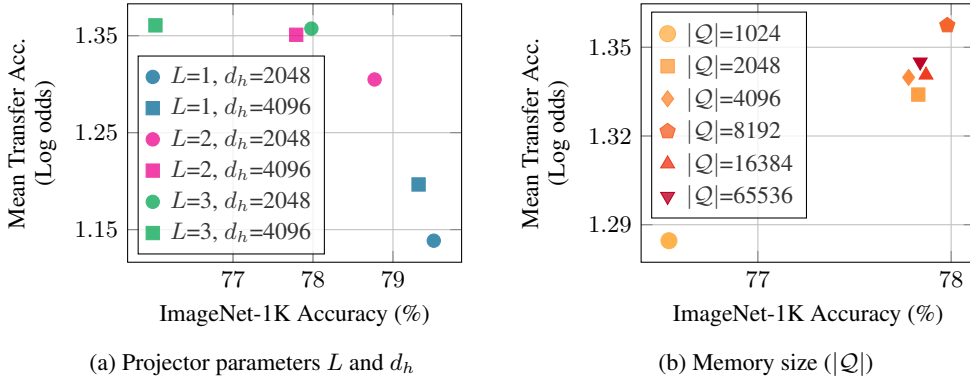 Mean Transfer Acc.
(Log odds)
1.35
1.25
1.15
L=1, d_h=2048
L=1, d_h=4096
L=2, d_h=2048
L=2, d_h=4096
L=3, d_h=2048
L=3, d_h=4096
77 78 79
ImageNet-1K Accuracy (%)
(a) Projector parameters L and d_h
Mean Transfer Acc.
(Log odds)
1.35
1.32
1.29
|𝒬|=1024
|𝒬|=2048
|𝒬|=4096
|𝒬|=8192
|𝒬|=16384
|𝒬|=65536
77 78
ImageNet-1K Accuracy (%)
(b) Memory size (|𝒬|)